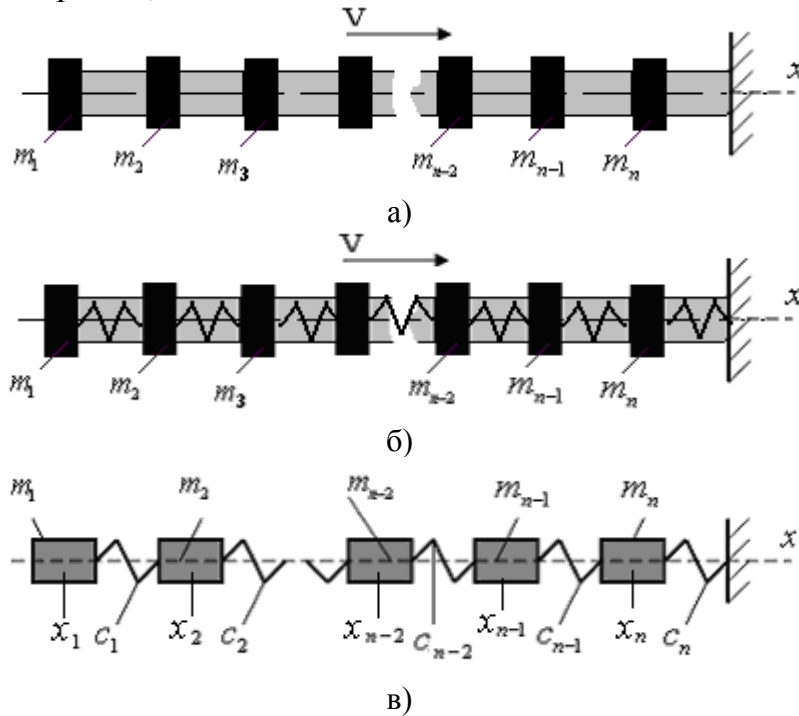 V
x
m₁ m₂ m₃ mₙ₋₂ mₙ₋₁ mₙ
а)
V
x
m₁ m₂ m₃ mₙ₋₂ mₙ₋₁ mₙ
б)
m₁ m₂ mₙ₋₂ mₙ₋₁ mₙ
x
x₁ c₁ x₂ c₂ xₙ₋₂ cₙ₋₂ xₙ₋₁ cₙ₋₁ xₙ cₙ
в)